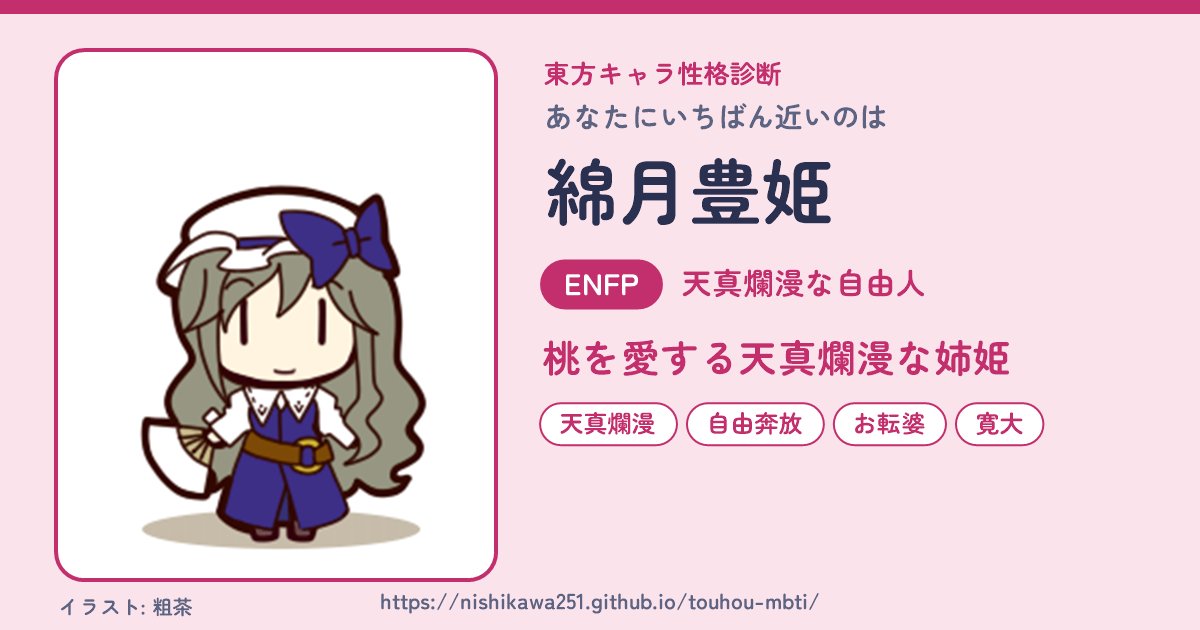 東方キャラ性格診断
あなたにいちばん近いのは
綿月豊姫
ENFP 天真爛漫な自由人
桃を愛する天真爛漫な姉姫
天真爛漫 自由奔放 お転婆 寛大
イラスト: 粗茶
https://nishikawa251.github.io/touhou-mbti/